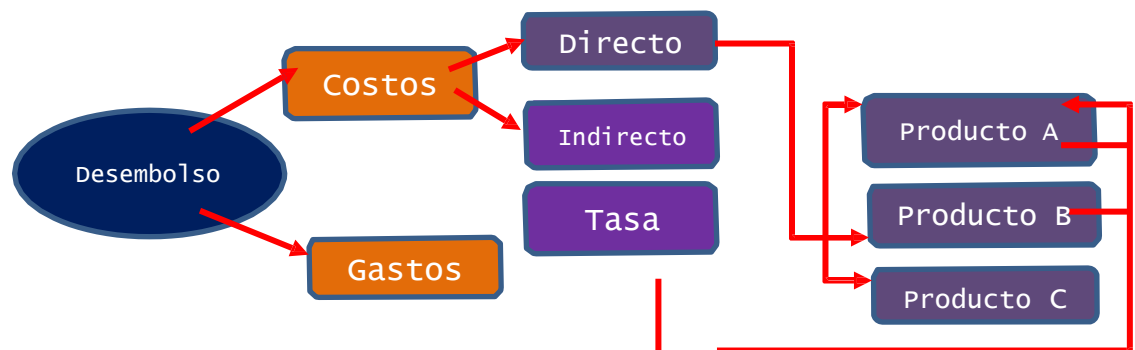 Directo
Costos
Indirecto
Producto A
Desembolso
Tasa
Producto B
Gastos
Producto C